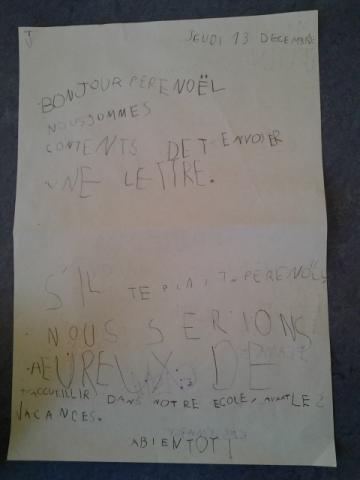 JEUDI 13 DECEMBRE
BONJOUR PERE NOËL
NOUS SOMMES
CONTENTS DE T ENVOYER
UNE LETTRE.
S'IL TE PLAIT PERE NOËL
NOUS SERIONS
HEUREUX DE
T'ACCUEILLIR DANS NOTRE ECOLE, AVANT LE
VACANCES.
A BIENTOT